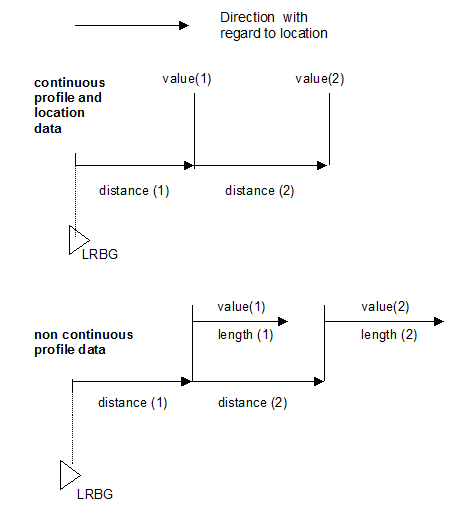 Direction with
regard to location
continuous
profile and
location
data
value(1)
value(2)
distance (1)
distance (2)
LRBG
value(1)
value(2)
non continuous
profile data
length (1)
length (2)
distance (1)
distance (2)
LRBG